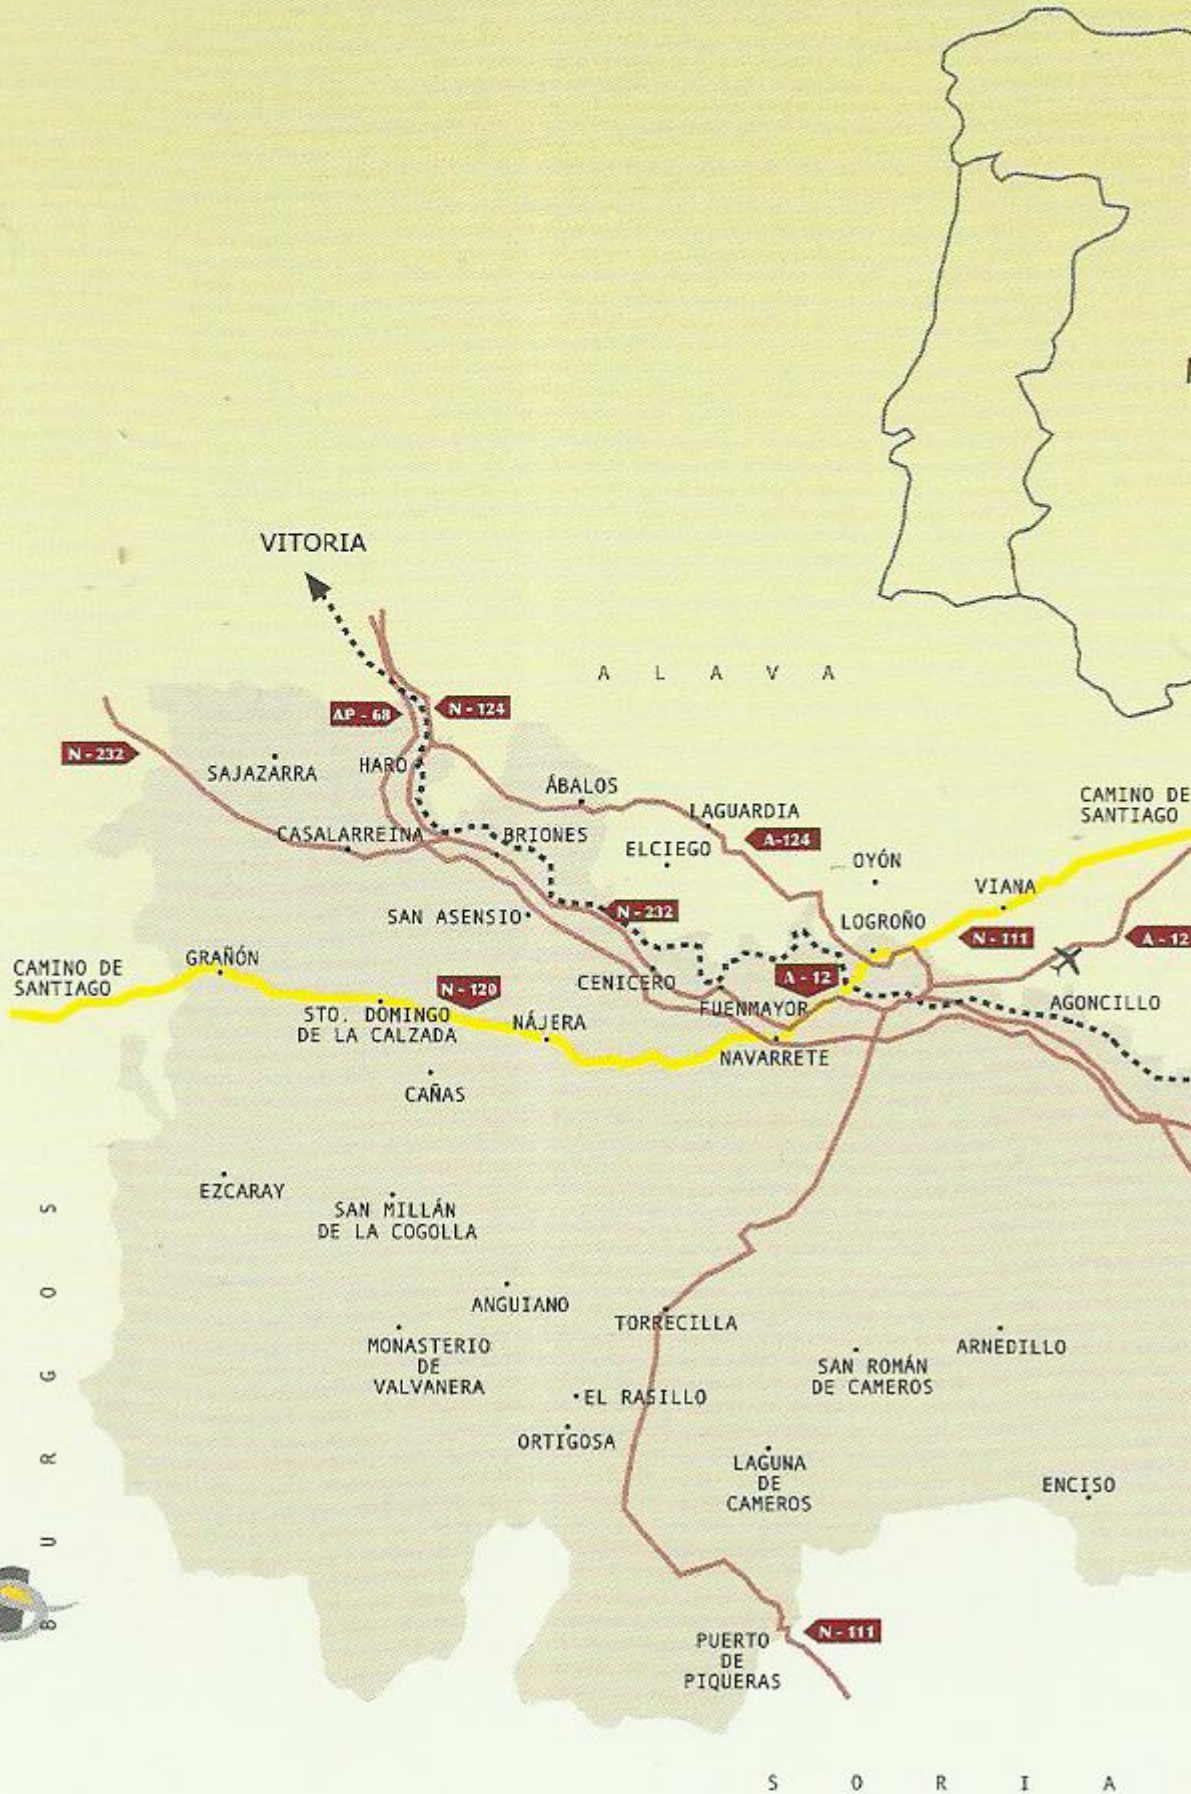 VITORIA
A L A V A
AP - 68
N - 124
N - 232
SAJAZARRA
HARO
ÁBALOS
CAMINO DE
SANTIAGO
LAGUARDIA
CASALARREINA
BRIONES
A-124
ELCIEGO
OYÓN
VIANA
SAN ASENSIO
N - 232
LOGROÑO
N - 111
A - 12
GRAÑÓN
CAMINO DE
SANTIAGO
N - 120
CENICERO
A - 12
FUENMAYOR
AGONCILLO
STO. DOMINGO
DE LA CALZADA
NÁJERA
NAVARRETE
CAÑAS
EZCARAY
SAN MILLÁN
DE LA COGOLLA
ANGUIANO
TORRECILLA
MONASTERIO
DE
VALVANERA
SAN ROMÁN
DE CAMEROS
ARNEDILLO
EL RASILLO
ORTIGOSA
LAGUNA
DE
CAMEROS
ENCISO
B U R G O S
N - 111
PUERTO
DE
PIQUERAS
S O R I A